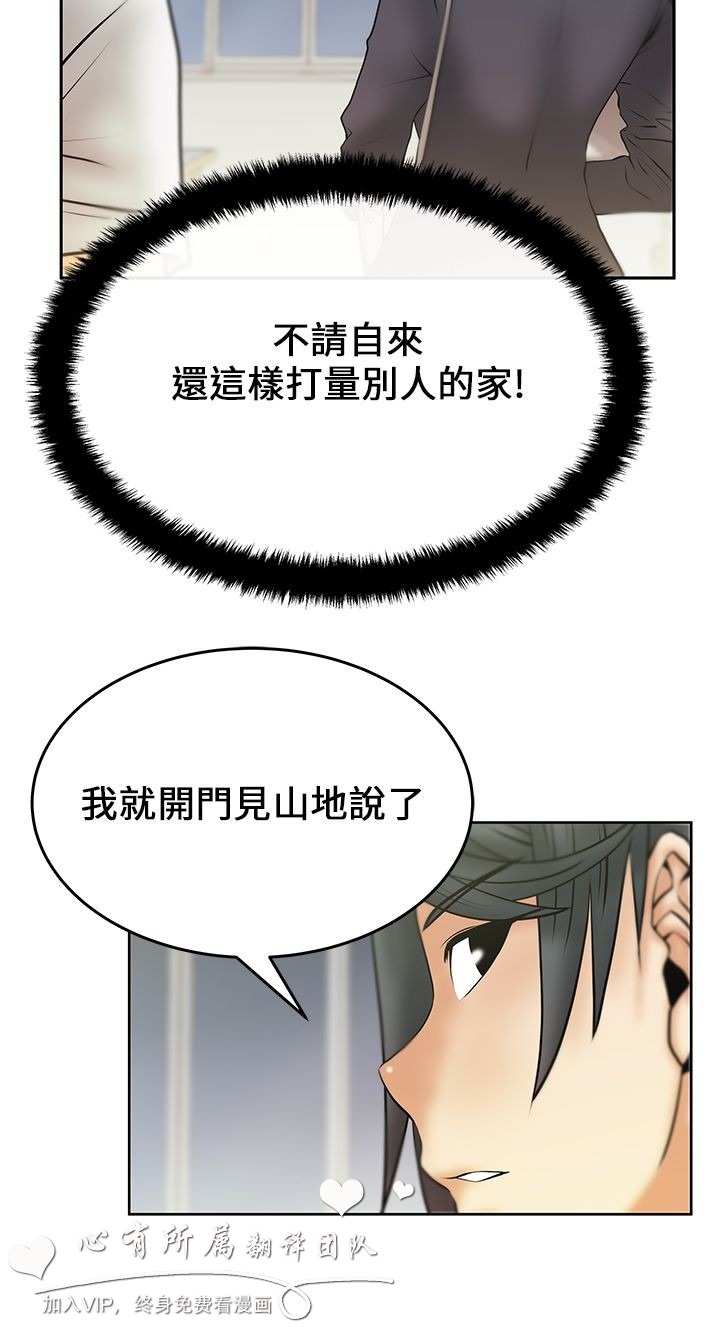 不請自來
還這樣打量別人的家!
我就開門見山地說了
心有所属翻译团队
加入VIP，终身免费看漫画